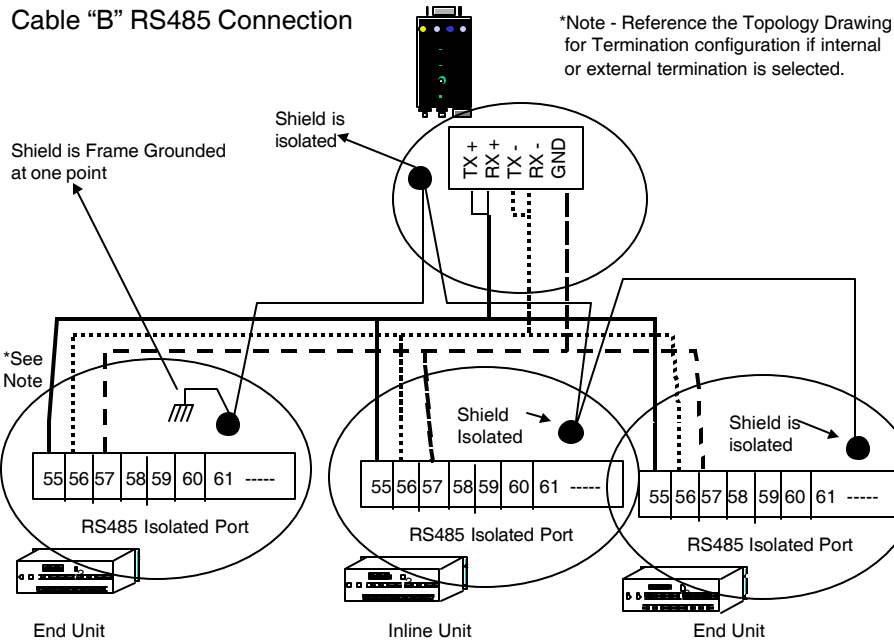 Cable “B” RS485 Connection
*Note - Reference the Topology Drawing
for Termination configuration if internal
or external termination is selected.
Shield is
isolated
Shield is Frame Grounded
at one point
TX +
RX +
TX -
RX -
GND
*See
Note
Shield
Isolated
Shield is
isolated
55 56 57 58 59 60 61 -----
55 56 57 58 59 60 61 -----
55 56 57 58 59 60 61 -----
RS485 Isolated Port
RS485 Isolated Port
RS485 Isolated Port
End Unit
Inline Unit
End Unit